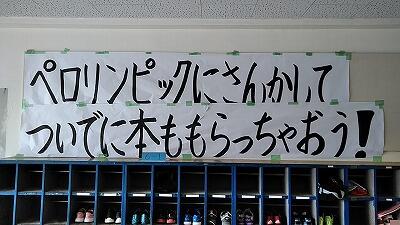 ペロリンピックにさんかして
ついでに本ももらっちゃおう!